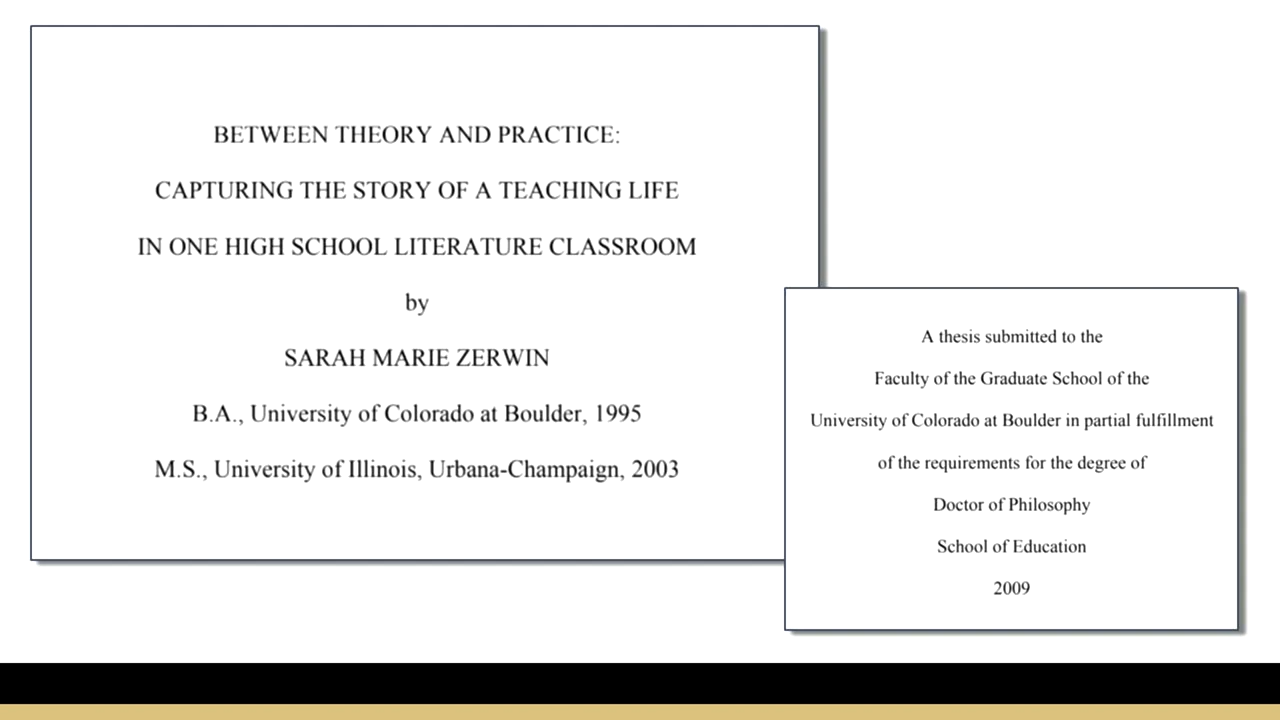 BETWEEN THEORY AND PRACTICE:
CAPTURING THE STORY OF A TEACHING LIFE
IN ONE HIGH SCHOOL LITERATURE CLASSROOM
by
SARAH MARIE ZERWIN
B.A., University of Colorado at Boulder, 1995
M.S., University of Illinois, Urbana-Champaign, 2003
A thesis submitted to the
Faculty of the Graduate School of the
University of Colorado at Boulder in partial fulfillment
of the requirements for the degree of
Doctor of Philosophy
School of Education
2009